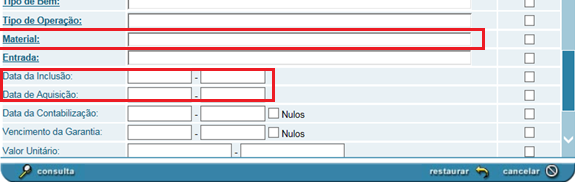 Tipo de Bem:
Tipo de Operação:
Material:
Entrada:
Data da Inclusão: -
Data de Aquisição: -
Data da Contabilização: - Nulos
Vencimento da Garantia: - Nulos
Valor Unitário: -
consulta restaurar cancelar